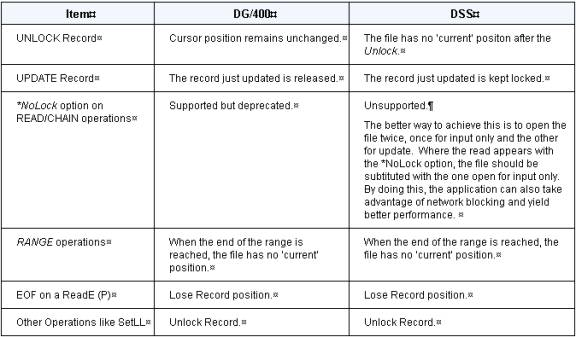 Item¤ DG/400¤ DSS¤
UNLOCK Record¤ Cursor position remains unchanged.¤ The file has no 'current' positon after the
Unlock.¤
UPDATE Record¤ The record just updated is released.¤ The record just updated is kept locked.¤
*NoLock option on
READ/CHAIN operations¤
Supported but deprecated.¤
Unsupported.¶
The better way to achieve this is to open the
file twice, once for input only and the other
for update. Where the read appears with
the *NoLock option, the file should be
subtituted with the one open for input only.
By doing this, the application can also take
advantage of network blocking and yield
better performance. ¤
RANGE operations¤
When the end of the range is
reached, the file has no 'current'
position.¤
When the end of the range is reached, the
file has no 'current' position.¤
EOF on a ReadE (P)¤ Lose Record position.¤ Lose Record position.¤
Other Operations like SetLL¤ Unlock Record.¤ Unlock Record.¤